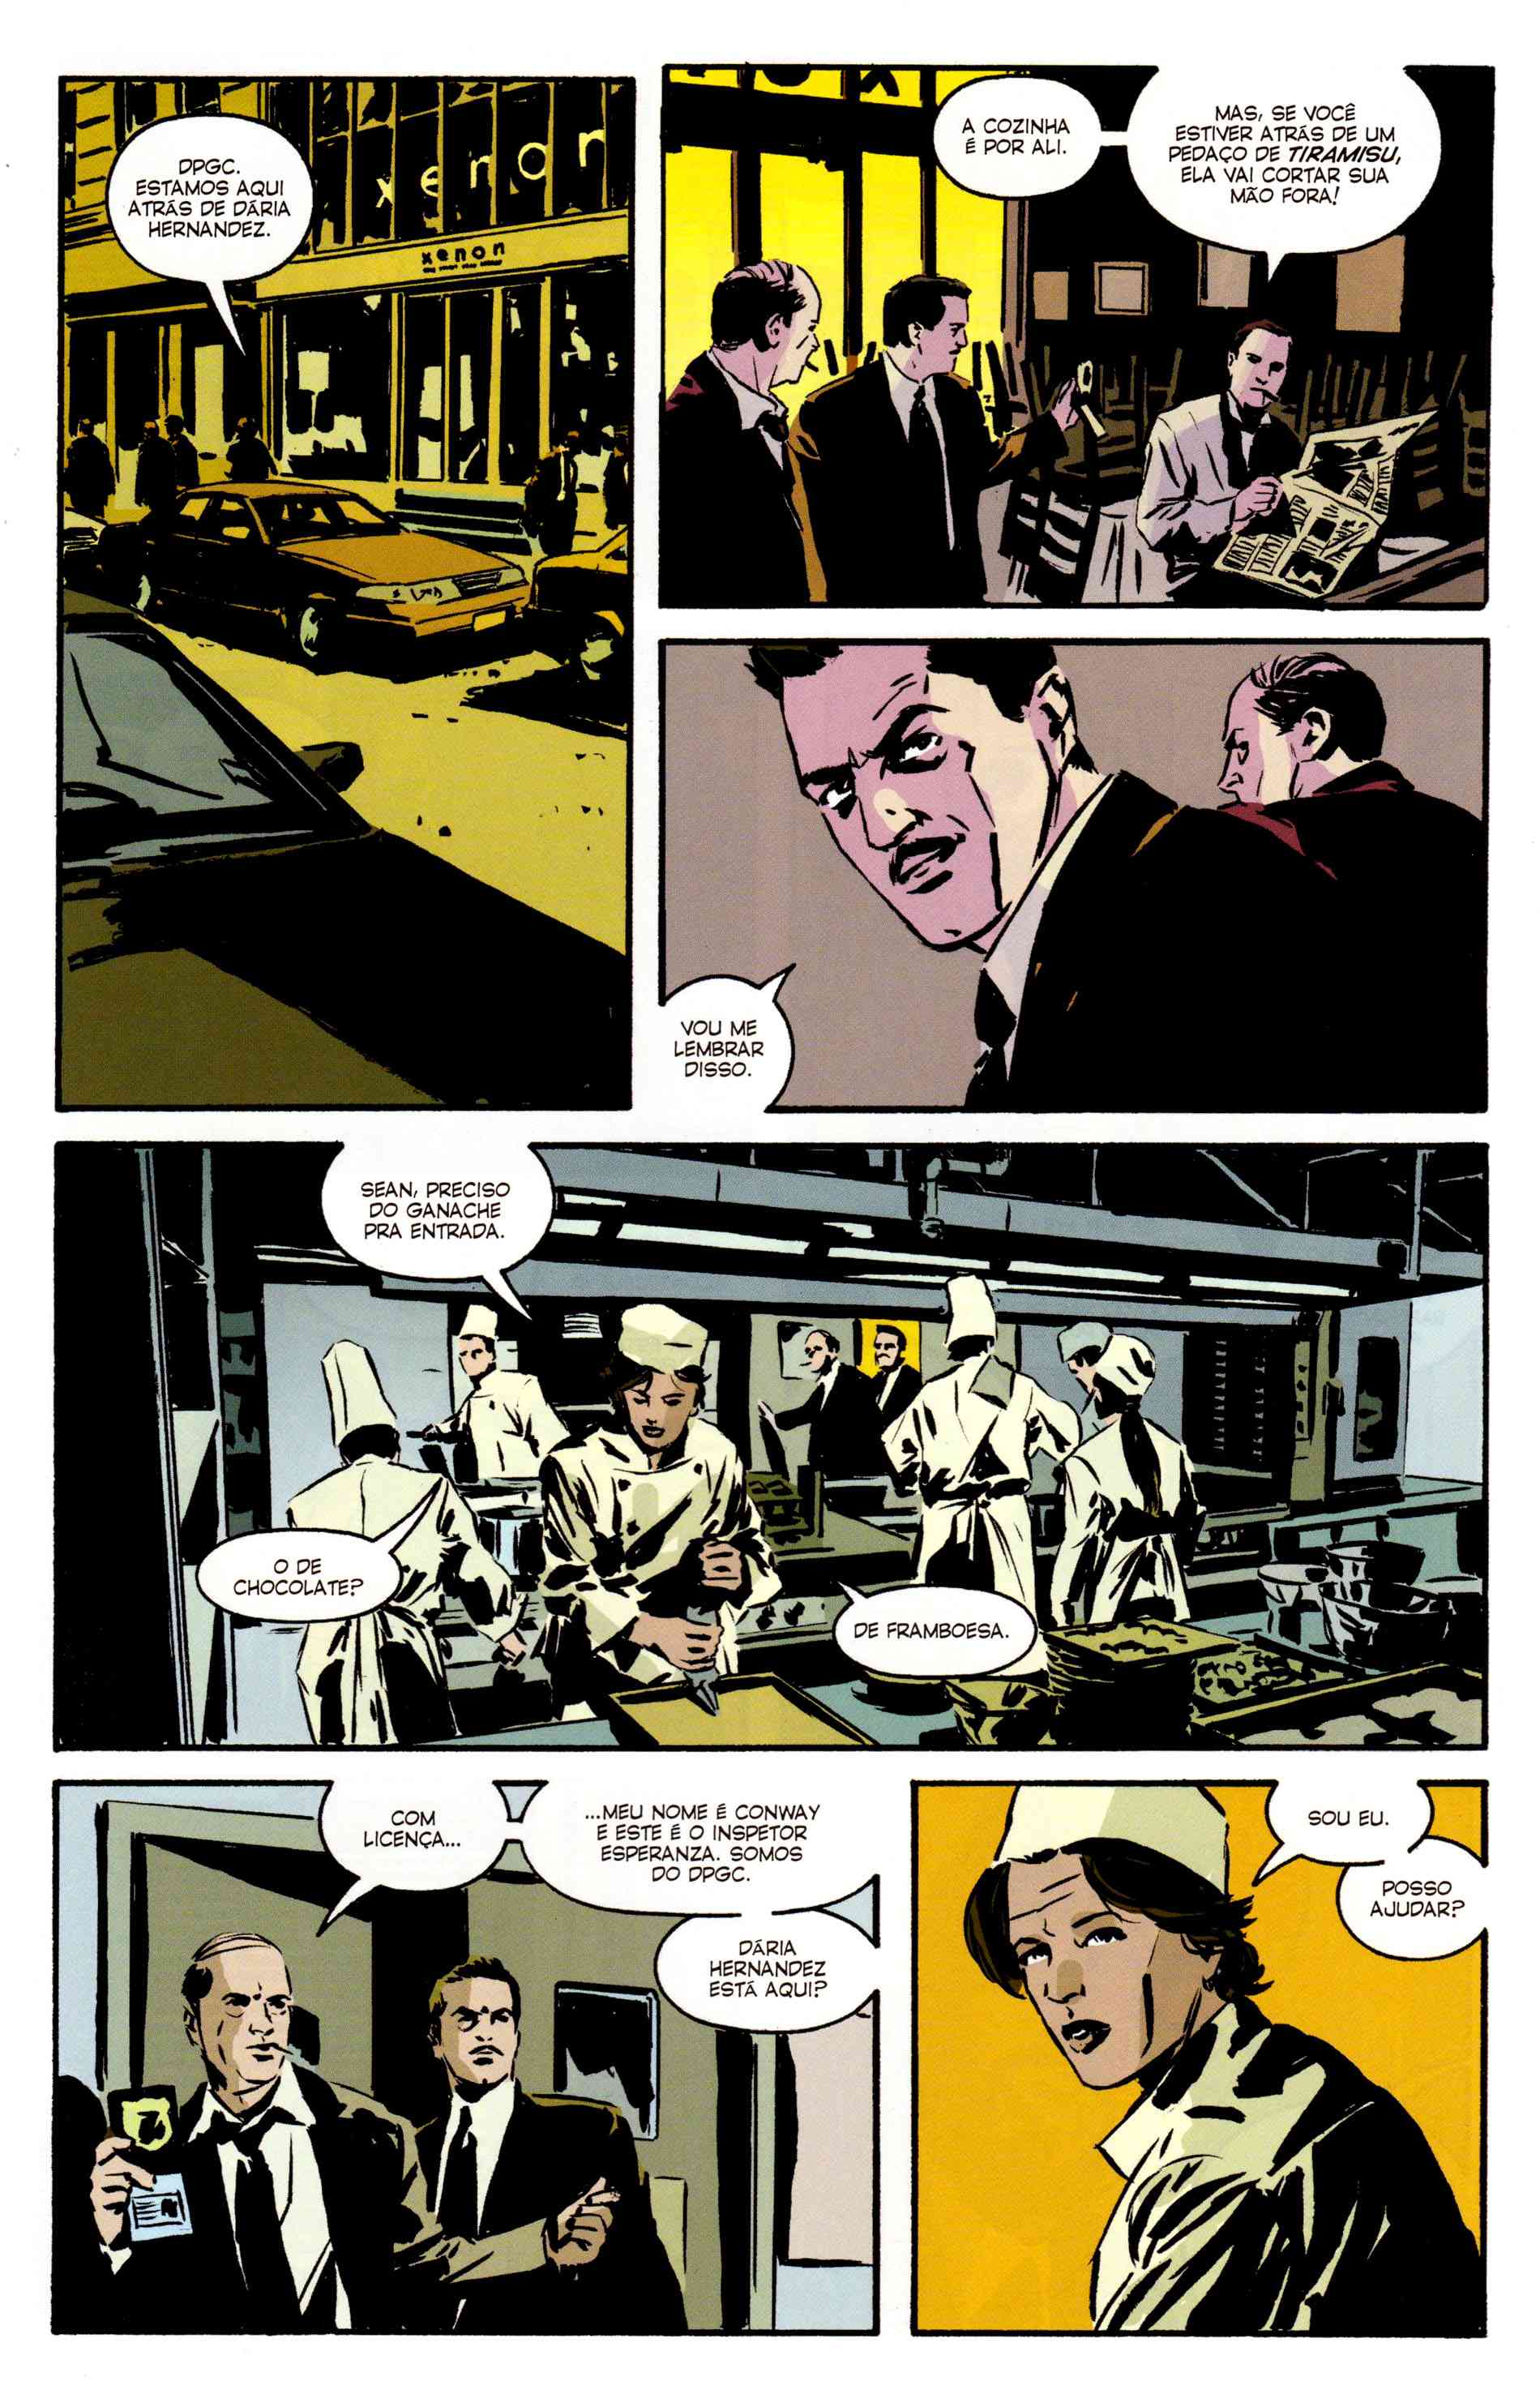 DPGC.
ESTAMOS AQUI
ATRÁS DE DÁRIA
HERNANDEZ.
xenon
xenon
A COZINHA
É POR ALI.
MAS, SE VOCÊ
ESTIVER ATRÁS DE UM
PEDAÇO DE TIRAMISU,
ELA VAI CORTAR SUA
MÃO FORA!
VOU ME
LEMBRAR
DISSO.
SEAN, PRECISO
DO GANACHE
PRA ENTRADA.
O DE
CHOCOLATE?
DE FRAMBOESA.
COM
LICENÇA...
...MEU NOME É CONWAY
E ESTE É O INSPETOR
ESPERANZA. SOMOS
DO DPGC.
DÁRIA
HERNANDEZ
ESTÁ AQUI?
SOU EU.
POSSO
AJUDAR?